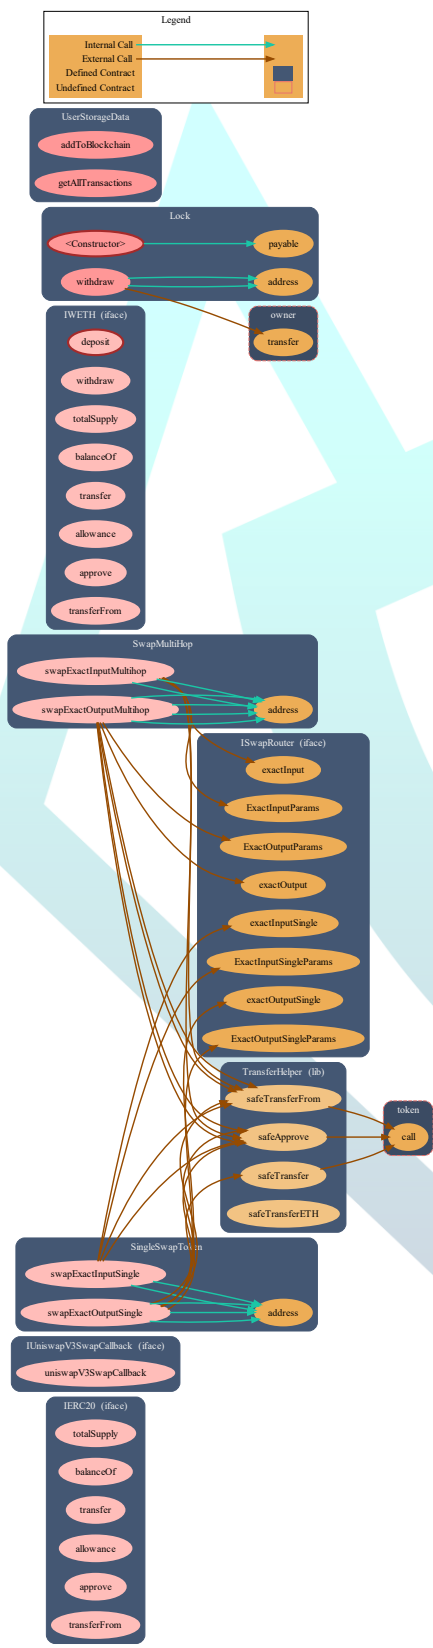 Legend
Internal Call
External Call
Defined Contract
Undefined Contract
UserStorageData
addToBlockchain
getAllTransactions
Lock
<Constructor>
payable
withdraw
address
IWETH (iface)
owner
deposit
transfer
withdraw
totalSupply
balanceOf
transfer
allowance
approve
transferFrom
SwapMultiHop
swapExactInputMultihop
swapExactOutputMultihop
address
ISwapRouter (iface)
exactInput
ExactInputParams
ExactOutputParams
exactOutput
exactInputSingle
ExactInputSingleParams
exactOutputSingle
ExactOutputSingleParams
TransferHelper (lib)
safeTransferFrom
token
safeApprove
call
safeTransfer
safeTransferETH
SingleSwapToken
swapExactInputSingle
swapExactOutputSingle
address
IUniswapV3SwapCallback (iface)
uniswapV3SwapCallback
IERC20 (iface)
totalSupply
balanceOf
transfer
allowance
approve
transferFrom